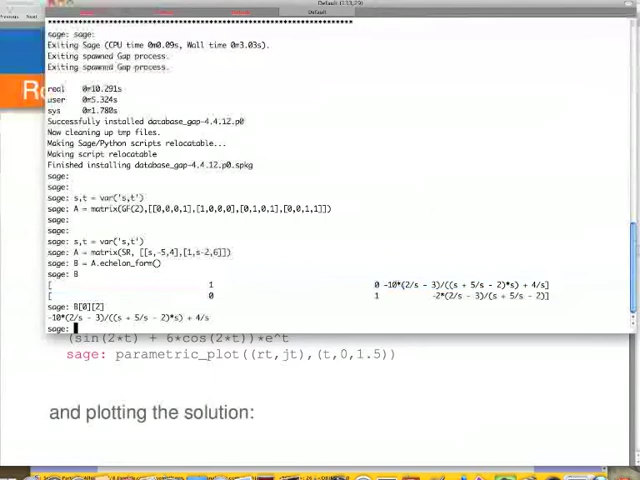 Default (113,29)
Default
Ro
sage: sage:
Exiting Sage (CPU time 0m0.09s, Wall time 0m3.03s).
Exiting spawned Gap process.
Exiting spawned Gap process.
real 0m10.291s
user 0m5.324s
sys 0m1.780s
Successfully installed database_gap-4.4.12.p0
Now cleaning up tmp files.
Making Sage/Python scripts relocatable...
Making script relocatable
Finished installing database_gap-4.4.12.p0.spkg
sage:
sage:
sage: s,t = var('s,t')
sage: A = matrix(GF(2),[[0,0,0,1],[1,0,0,0],[0,1,0,1],[0,0,1,1]])
sage:
sage:
sage: s,t = var('s,t')
sage: A = matrix(SR, [[s,-5,4],[1,s-2,6]])
sage: B = A.echelon_form()
sage: B
[ 1 0 -10*(2/s - 3)/((s + 5/s - 2)*s) + 4/s]
[ 0 1 -2*(2/s - 3)/(s + 5/s - 2)]
sage: B[0][2]
-10*(2/s - 3)/((s + 5/s - 2)*s) + 4/s
sage:
(sin(2*t) + 6*cos(2*t))*e^t
sage: parametric_plot((rt,jt),(t,0,1.5))
and plotting the solution: